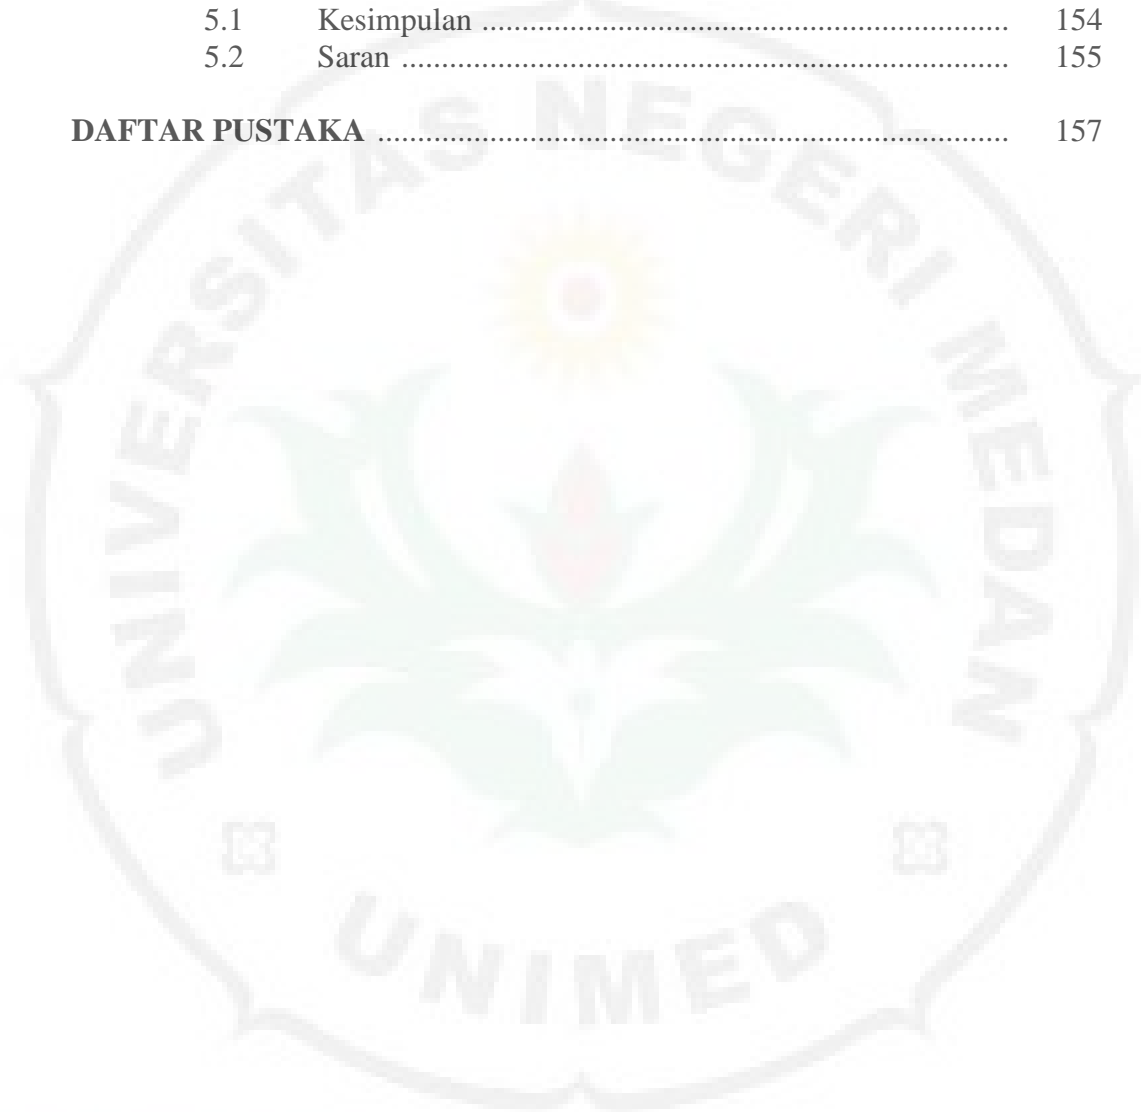 5.1 Kesimpulan .................................................................. 154
5.2 Saran ............................................................................ 155
DAFTAR PUSTAKA ............................................................................... 157
UNIVERSITAS NEGERI MEDAN
UNIMED